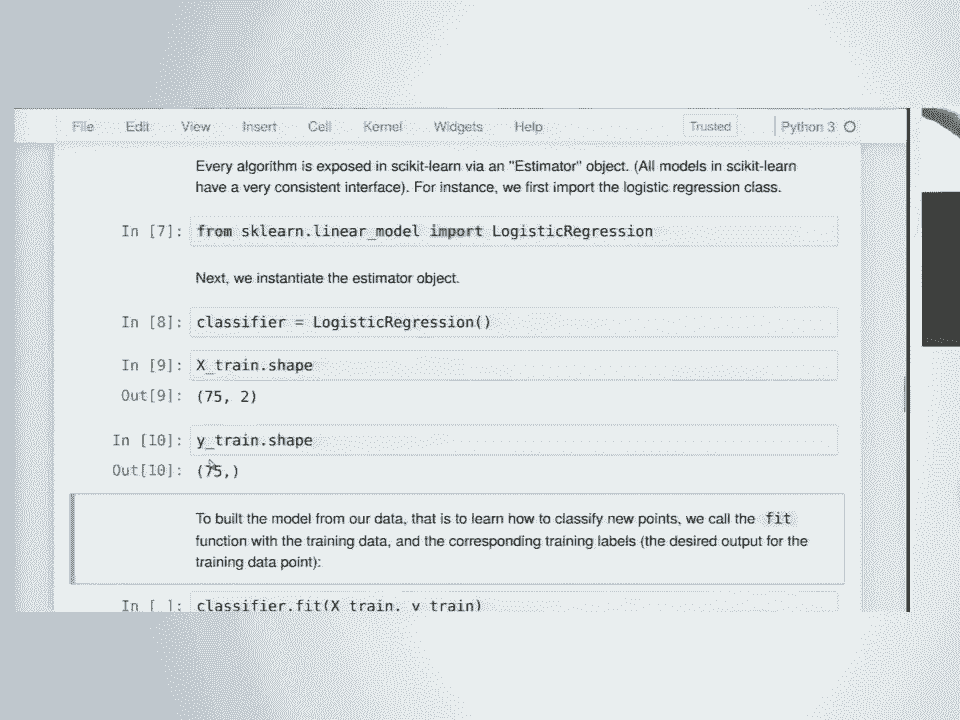 File Edit View Insert Cell Kernel Widgets Help Trusted Python 3
Every algorithm is exposed in scikit-learn via an "Estimator" object. (All models in scikit-learn
have a very consistent interface). For instance, we first import the logistic regression class.
In [7]: from sklearn.linear_model import LogisticRegression
Next, we instantiate the estimator object.
In [8]: classifier = LogisticRegression()
In [9]: X_train.shape
Out[9]: (75, 2)
In [10]: y_train.shape
Out[10]: (75,)
To built the model from our data, that is to learn how to classify new points, we call the fit
function with the training data, and the corresponding training labels (the desired output for the
training data point):
In [ ]: classifier.fit(X_train, y_train)